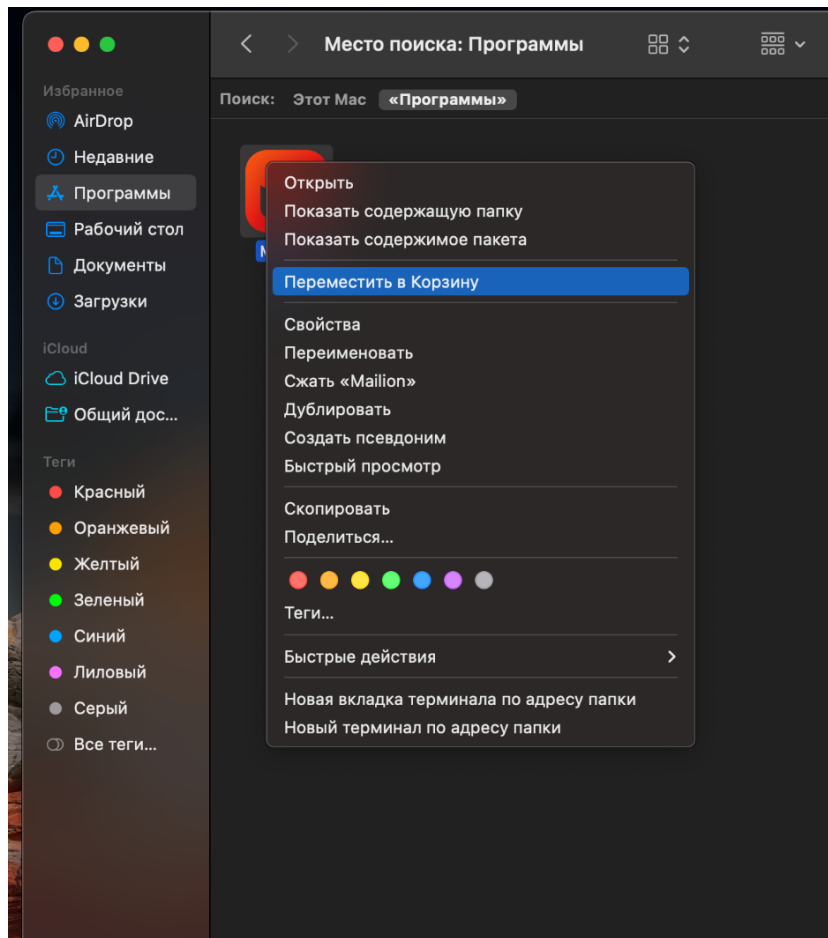 Место поиска: Программы
Избранное
Поиск: Этот Mac «Программы»
AirDrop
Недавние
Программы
Рабочий стол
Документы
Загрузки
iCloud
iCloud Drive
Общий дос...
Теги
Красный
Оранжевый
Желтый
Зеленый
Синий
Лиловый
Серый
Все теги...
Открыть
Показать содержащую папку
Показать содержимое пакета
Переместить в Корзину
Свойства
Переименовать
Сжать «Mailion»
Дублировать
Создать псевдоним
Быстрый просмотр
Скопировать
Поделиться...
Теги...
Быстрые действия
Новая вкладка терминала по адресу папки
Новый терминал по адресу папки